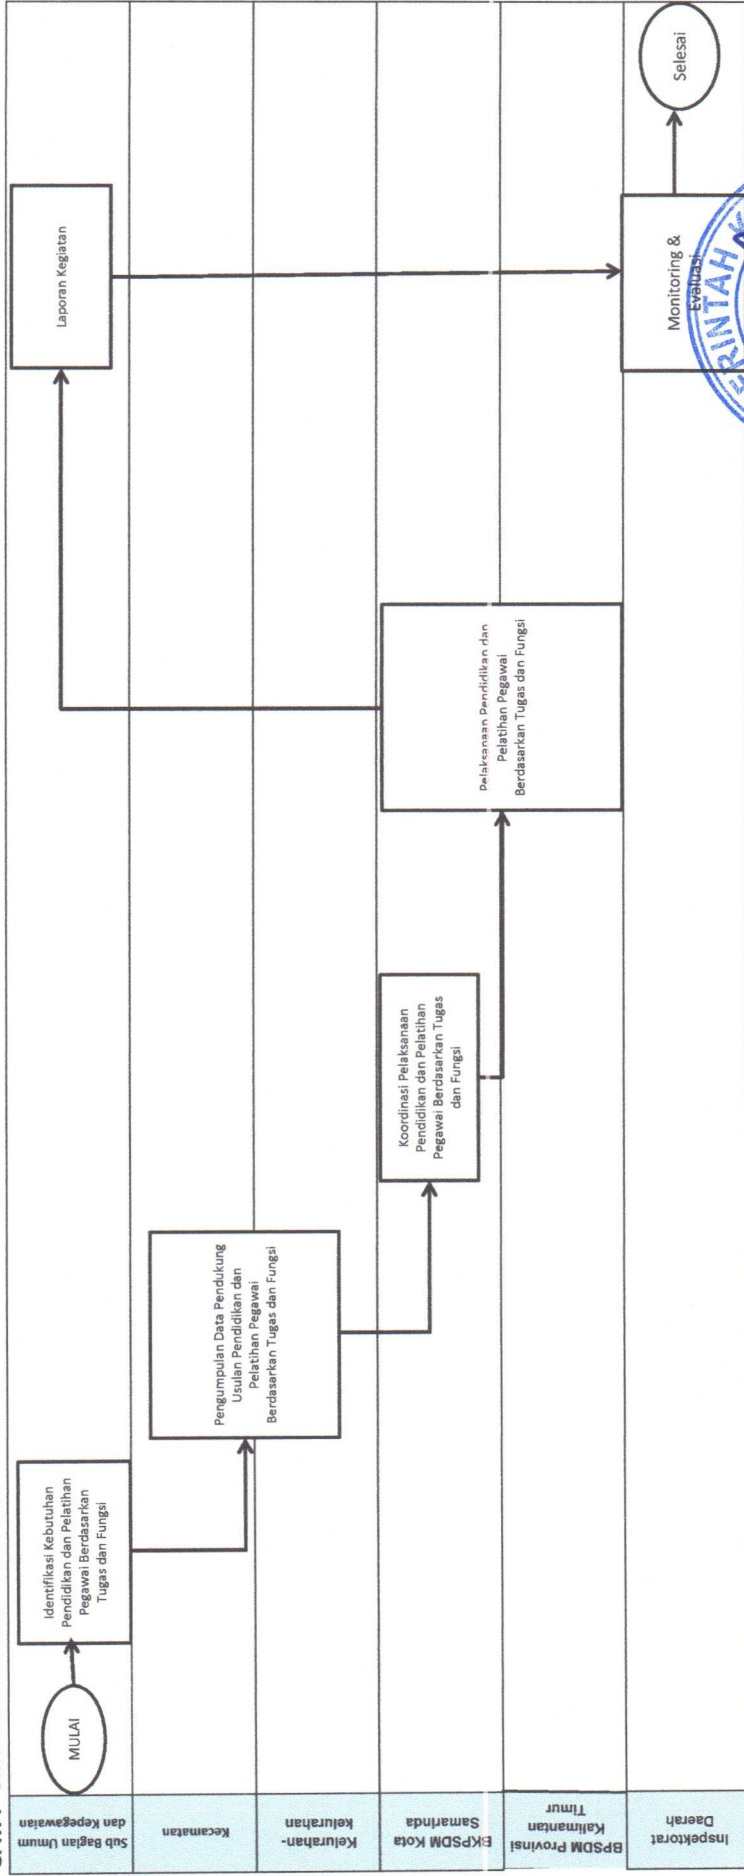 Sub Bagian Umum
dan Kepegawaian
Kecamatan
Kelurahan-
kelurahan
BKPSDM Kota
Samarinda
BPSDM Provinsi
Kalimantan
Timur
Inspektorat
Daerah
MULAI
Identifikasi Kebutuhan
Pendidikan dan Pelatihan
Pegawai Berdasarkan
Tugas dan Fungsi
Pengumpulan Data Pendukung
Usulan Pendidikan dan
Pelatihan Pegawai
Berdasarkan Tugas dan Fungsi
Koordinasi Pelaksanaan
Pendidikan dan Pelatihan
Pegawai Berdasarkan Tugas
dan Fungsi
Pelaksanaan Pendidikan dan
Pelatihan Pegawai
Berdasarkan Tugas dan Fungsi
Laporan Kegiatan
Monitoring &
Evaluasi
Selesai
ERINTAH K